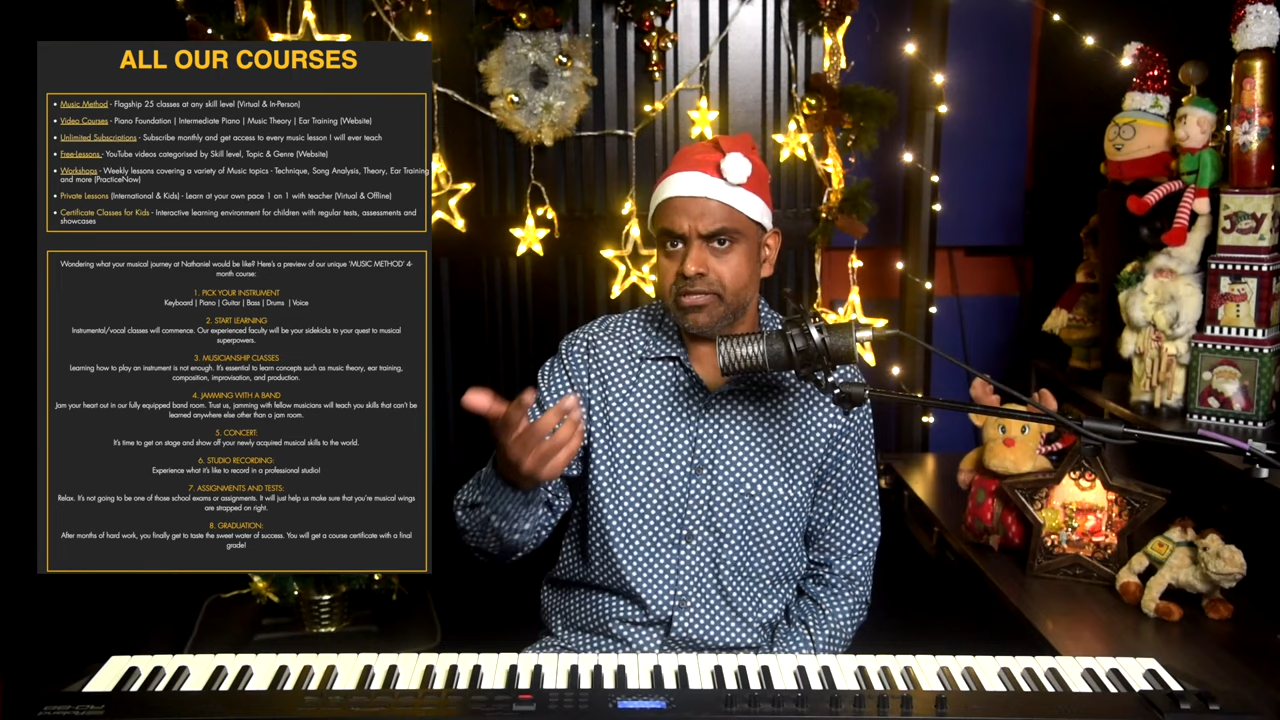 ALL OUR COURSES
• Music Method - Flagship 25 classes at any skill level (Virtual & In-Person)
• Video Courses - Piano Foundation | Intermediate Piano | Music Theory | Ear Training (Website)
• Unlimited Subscriptions - Subscribe monthly and get access to every music lesson I will ever teach
• Free-Lessons - YouTube videos categorised by Skill level, Topic & Genre (Website)
• Workshops - Weekly lessons covering a variety of Music topics - Technique, Song Analysis, Theory, Ear Training
and more (PracticeNow)
• Private Lessons (International & Kids) - Learn at your own pace 1 on 1 with teacher (Virtual & Offline)
• Certificate Classes for Kids - Interactive learning environment for children with regular tests, assessments and
showcases
Wondering what your musical journey at Nathaniel would be like? Here's a preview of our unique 'MUSIC METHOD' 4-
month course:
1. PICK YOUR INSTRUMENT
Keyboard | Piano | Guitar | Bass | Drums | Voice
2. START LEARNING
Instrumental/vocal classes will commence. Our experienced faculty will be your sidekicks to your quest to musical
superpowers.
3. MUSICIANSHIP CLASSES
Learning how to play an instrument is not enough. It's essential to learn concepts such as music theory, ear training,
composition, improvisation, and production.
4. JAMMING WITH A BAND
Jam your heart out in our fully equipped band room. Trust us, jamming with fellow musicians will teach you skills that can't be
learned anywhere else other than a jam room.
5. CONCERT:
It's time to get on stage and show off your newly acquired musical skills to the world.
6. STUDIO RECORDING:
Experience what it's like to record in a professional studio!
7. ASSIGNMENTS AND TESTS:
Relax. It's not going to be one of those school exams or assignments. It will just help us make sure that you're musical wings
are strapped on right.
8. GRADUATION:
After months of hard work, you finally get to taste the sweet water of success. You will get a course certificate with a final
grade!
JOY
Roland